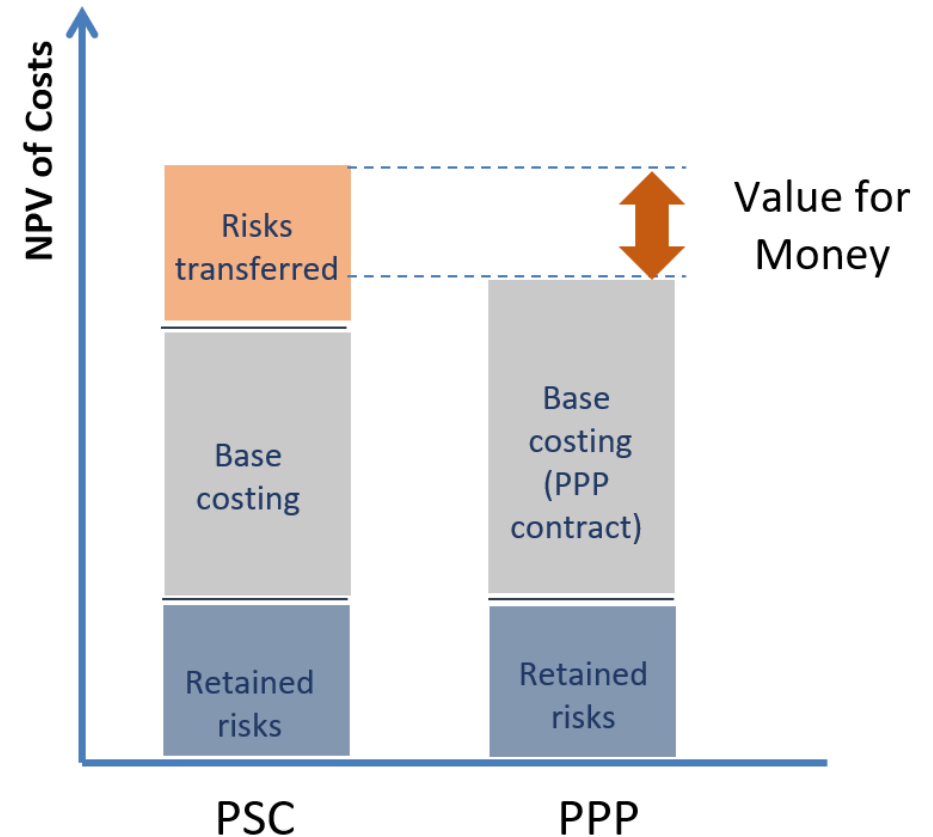 NPV of Costs
Risks
transferred
Base
costing
Retained
risks
Base
costing
(PPP
contract)
Retained
risks
Value for
Money
PSC
PPP